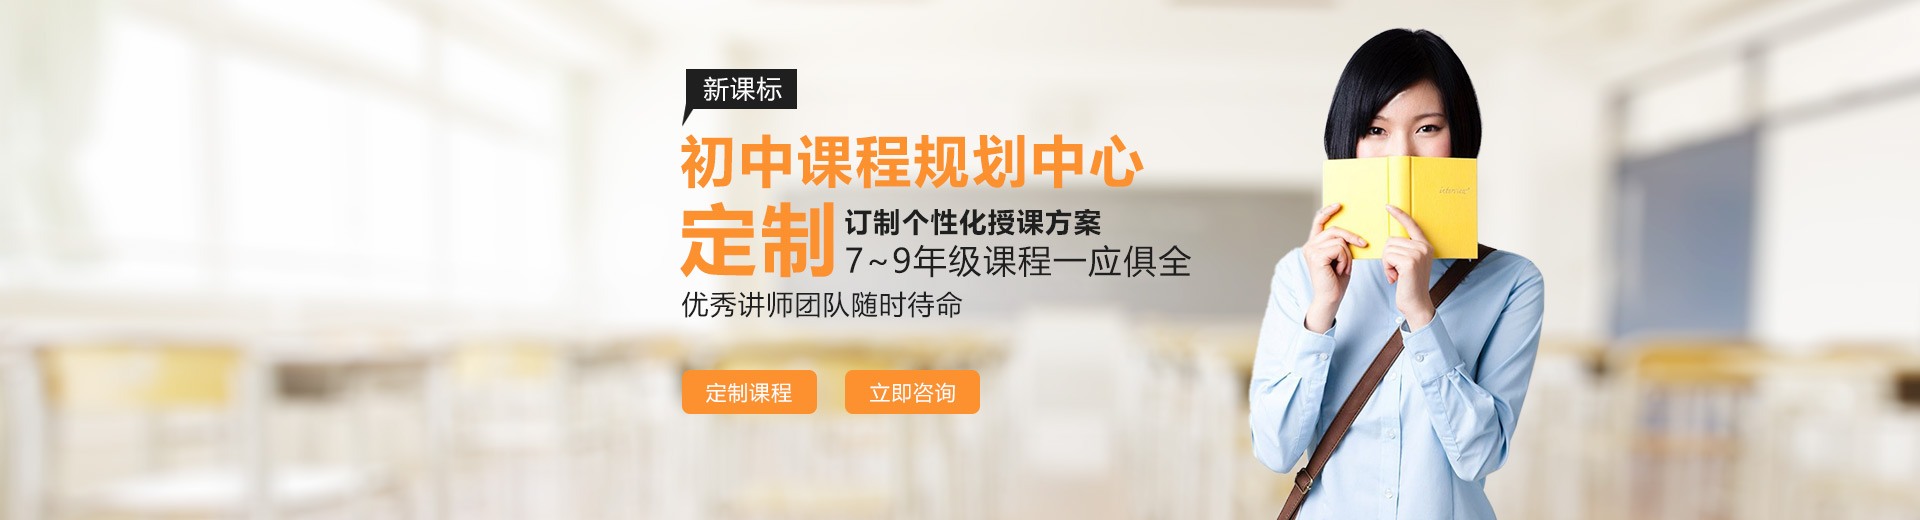 新课标
初中课程规划中心
定制
订制个性化授课方案
7~9年级课程一应俱全
优秀讲师团队随时待命
定制课程
立即咨询